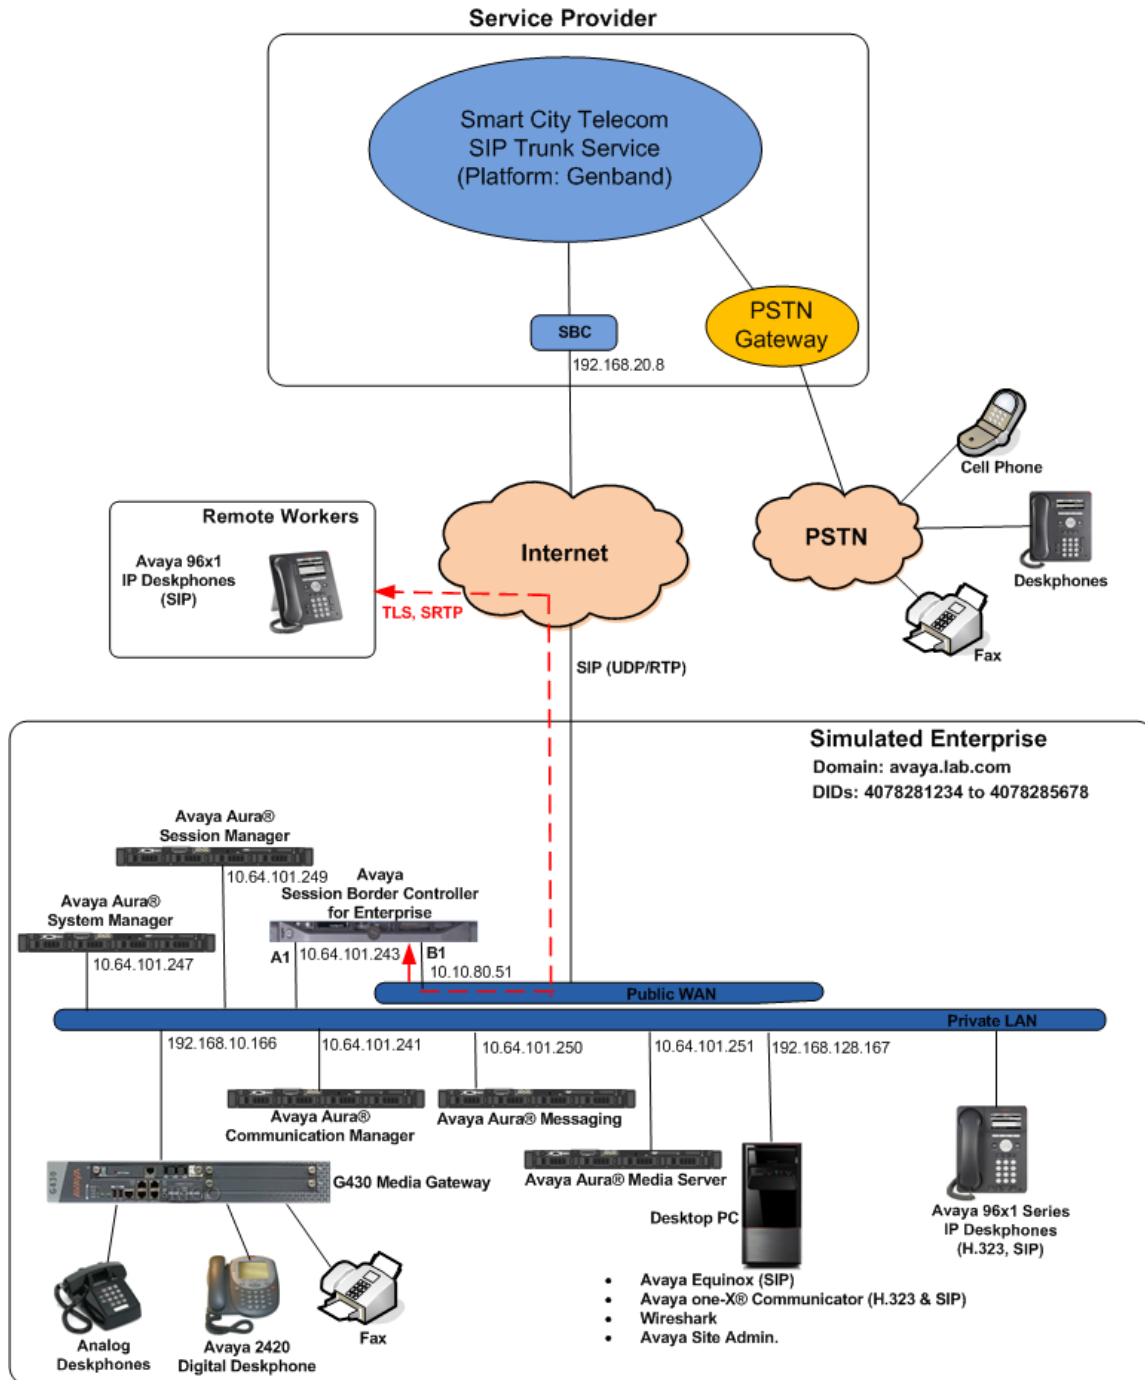 Service Provider
Smart City Telecom
SIP Trunk Service
(Platform: Genband)
SBC
192.168.20.8
PSTN
Gateway
Cell Phone
Remote Workers
Avaya 96x1
IP Deskphones
(SIP)
TLS, SRTP
Internet
PSTN
Deskphones
Fax
SIP (UDP/RTP)
Simulated Enterprise
Domain: avaya.lab.com
DIDs: 4078281234 to 4078285678
Avaya Aura®
Session Manager
10.64.101.249
Avaya Aura®
System Manager
10.64.101.247
Avaya
Session Border Controller
for Enterprise
A1
10.64.101.243
B1
10.10.80.51
Public WAN
Private LAN
192.168.10.166
10.64.101.241
10.64.101.250
10.64.101.251
192.168.128.167
Avaya Aura®
Communication Manager
Avaya Aura® Messaging
G430
AVAYA
G430 Media Gateway
Avaya Aura® Media Server
Desktop PC
Avaya 96x1 Series
IP Deskphones
(H.323, SIP)
• Avaya Equinox (SIP)
• Avaya one-X® Communicator (H.323 & SIP)
• Wireshark
• Avaya Site Admin.
Analog
Deskphones
Avaya 2420
Digital Deskphone
Fax